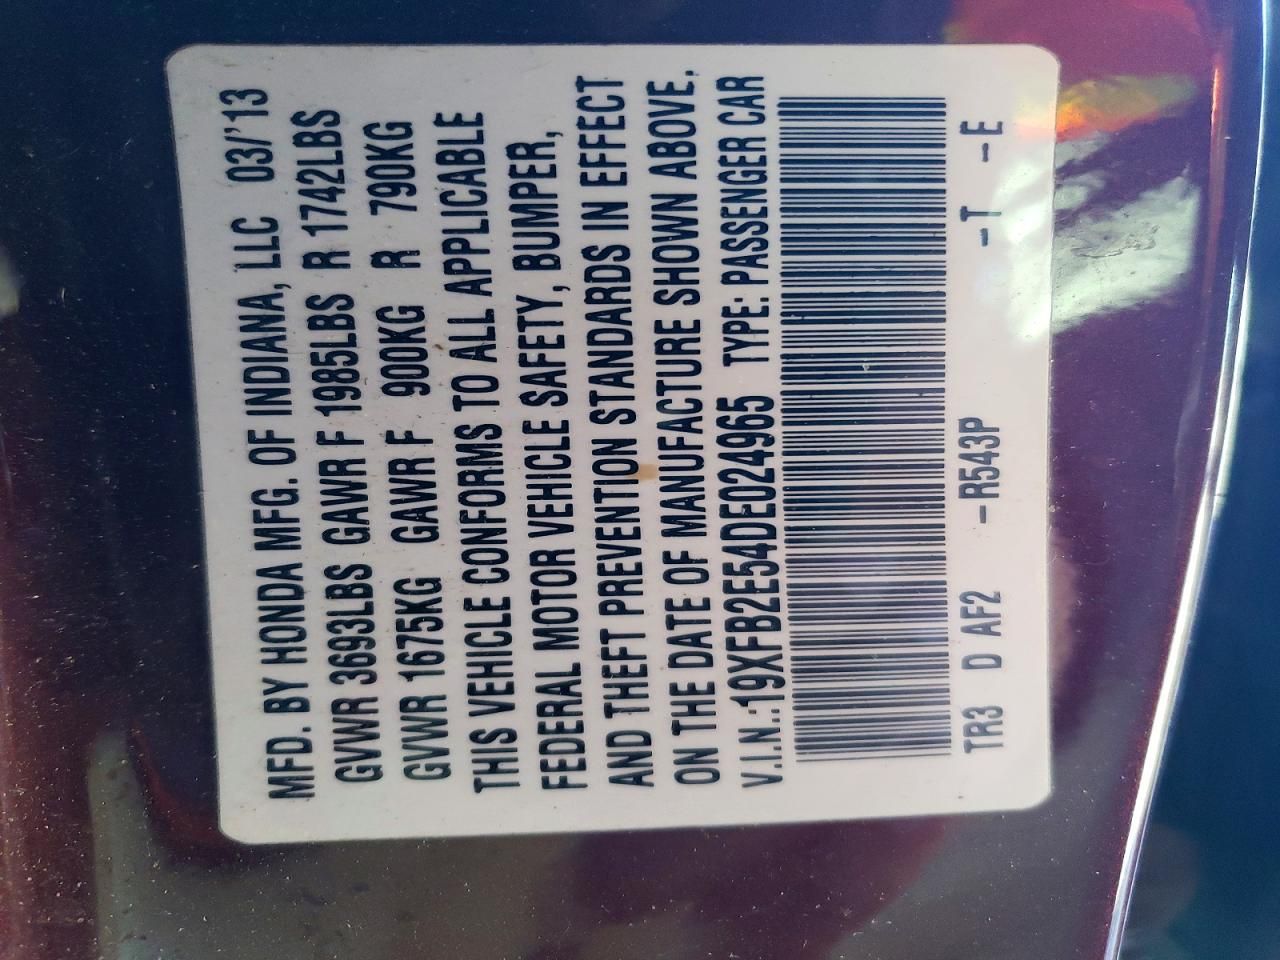 MFD. BY HONDA MFG. OF INDIANA, LLC 03/'13
GVWR 3693LBS GAWR F 1985LBS R 1742LBS
GVWR 1675KG GAWR F 900KG R 790KG
THIS VEHICLE CONFORMS TO ALL APPLICABLE
FEDERAL MOTOR VEHICLE SAFETY, BUMPER,
AND THEFT PREVENTION STANDARDS IN EFFECT
ON THE DATE OF MANUFACTURE SHOWN ABOVE.
V.I.N.:19XFB2E54DE024965 TYPE: PASSENGER CAR
TR3 D AF2 –R543P –T –E